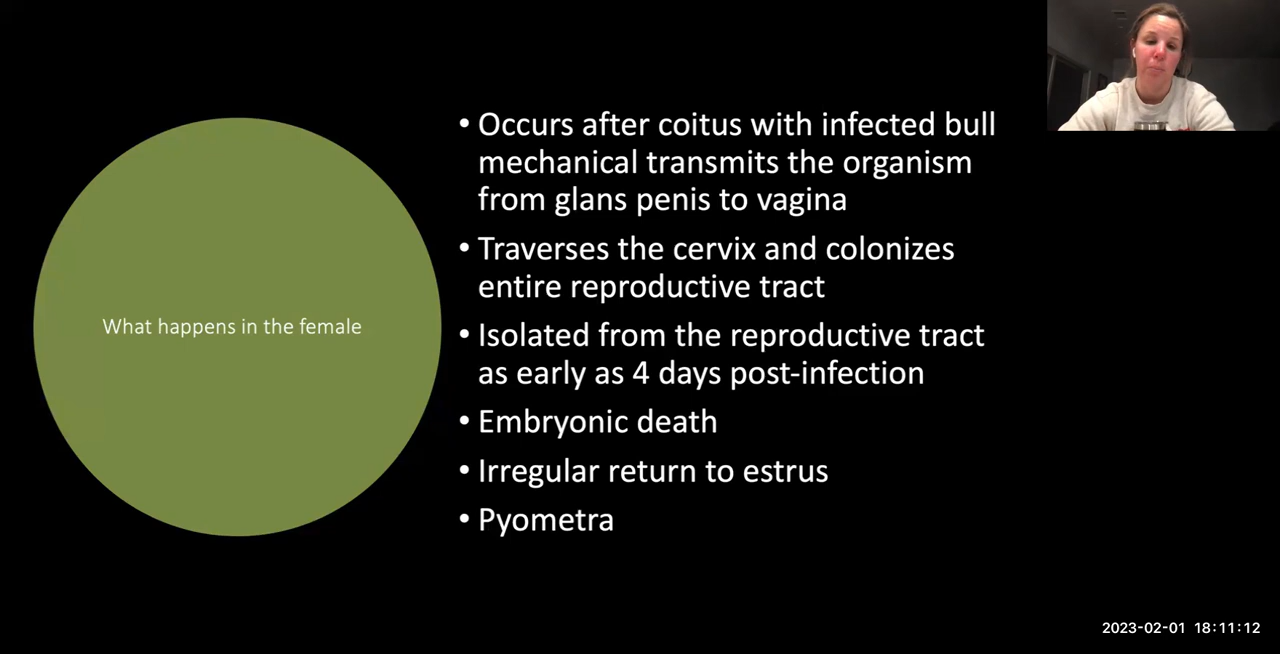 What happens in the female
• Occurs after coitus with infected bull
mechanical transmits the organism
from glans penis to vagina
• Traverses the cervix and colonizes
entire reproductive tract
• Isolated from the reproductive tract
as early as 4 days post-infection
• Embryonic death
• Irregular return to estrus
• Pyometra
2023-02-01 18:11:12